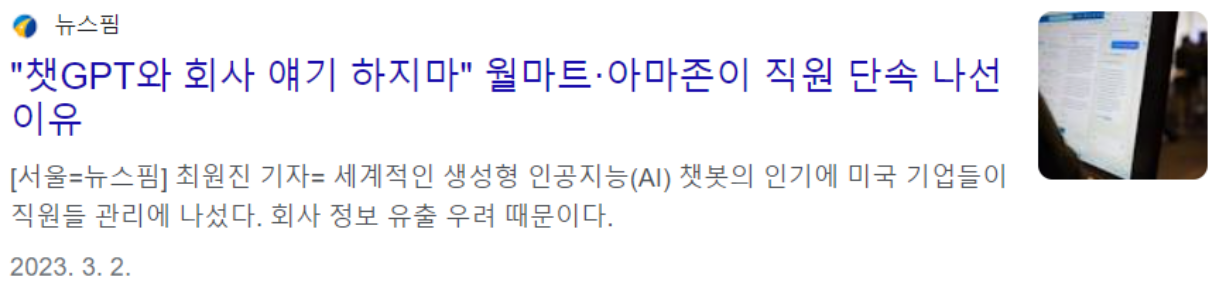 뉴스핌
"챗GPT와 회사 얘기 하지마" 월마트·아마존이 직원 단속 나선
이유
[서울=뉴스핌] 최원진 기자= 세계적인 생성형 인공지능(AI) 챗봇의 인기에 미국 기업들이
직원들 관리에 나섰다. 회사 정보 유출 우려 때문이다.
2023. 3. 2.